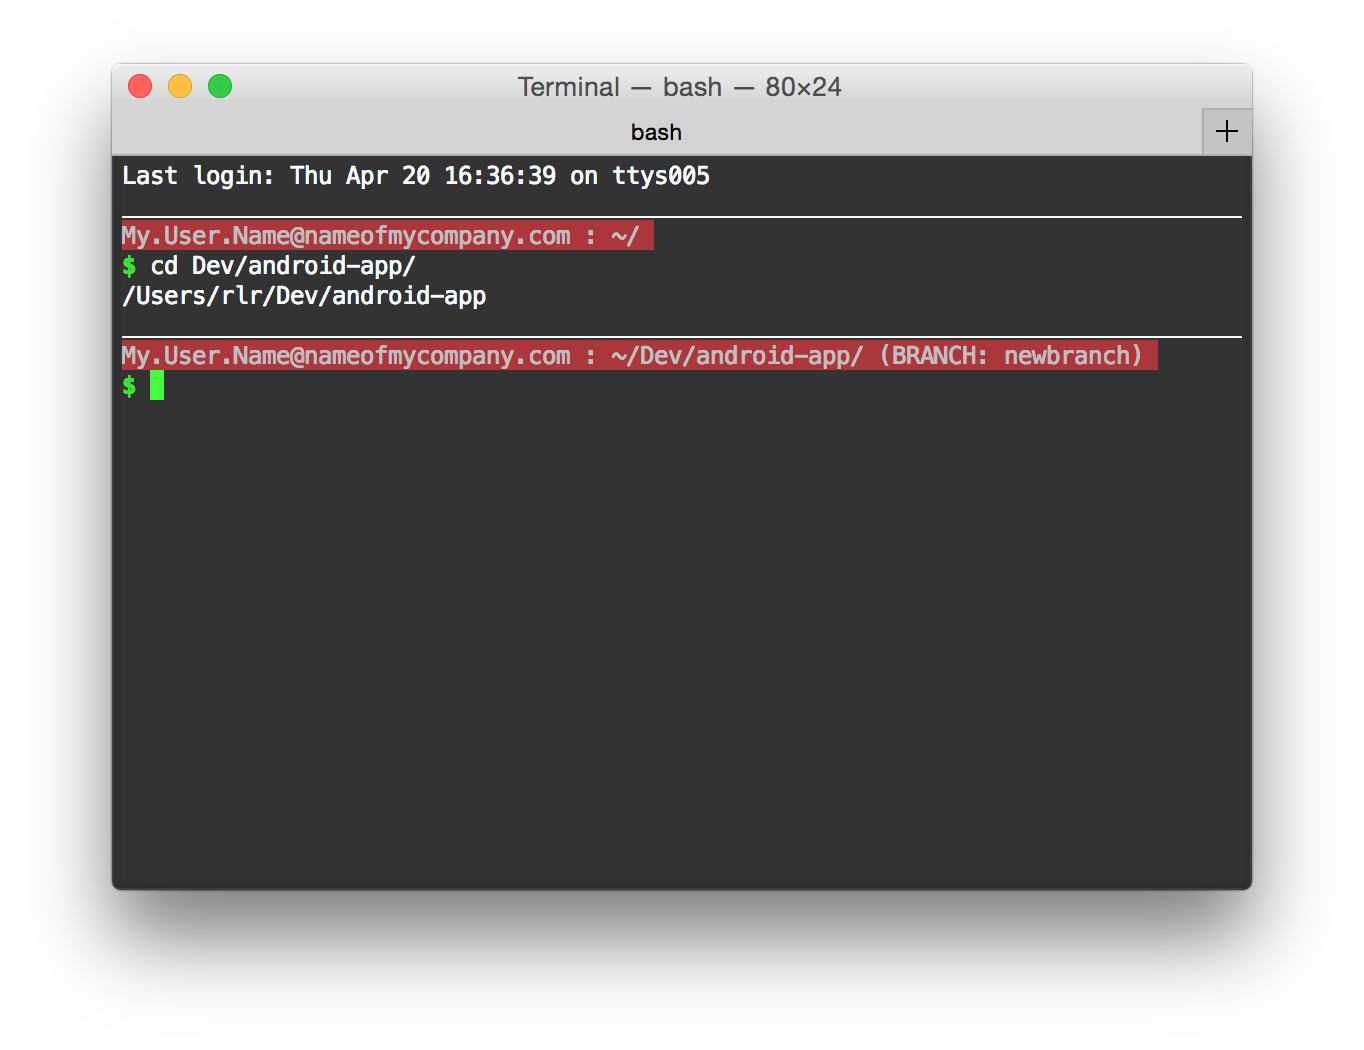 Terminal — bash — 80×24
bash
Last login: Thu Apr 20 16:36:39 on ttys005
My.User.Name@nameofmycompany.com : ~/
$ cd Dev/android-app/
/Users/rlr/Dev/android-app
My.User.Name@nameofmycompany.com : ~/Dev/android-app/ (BRANCH: newbranch)
$